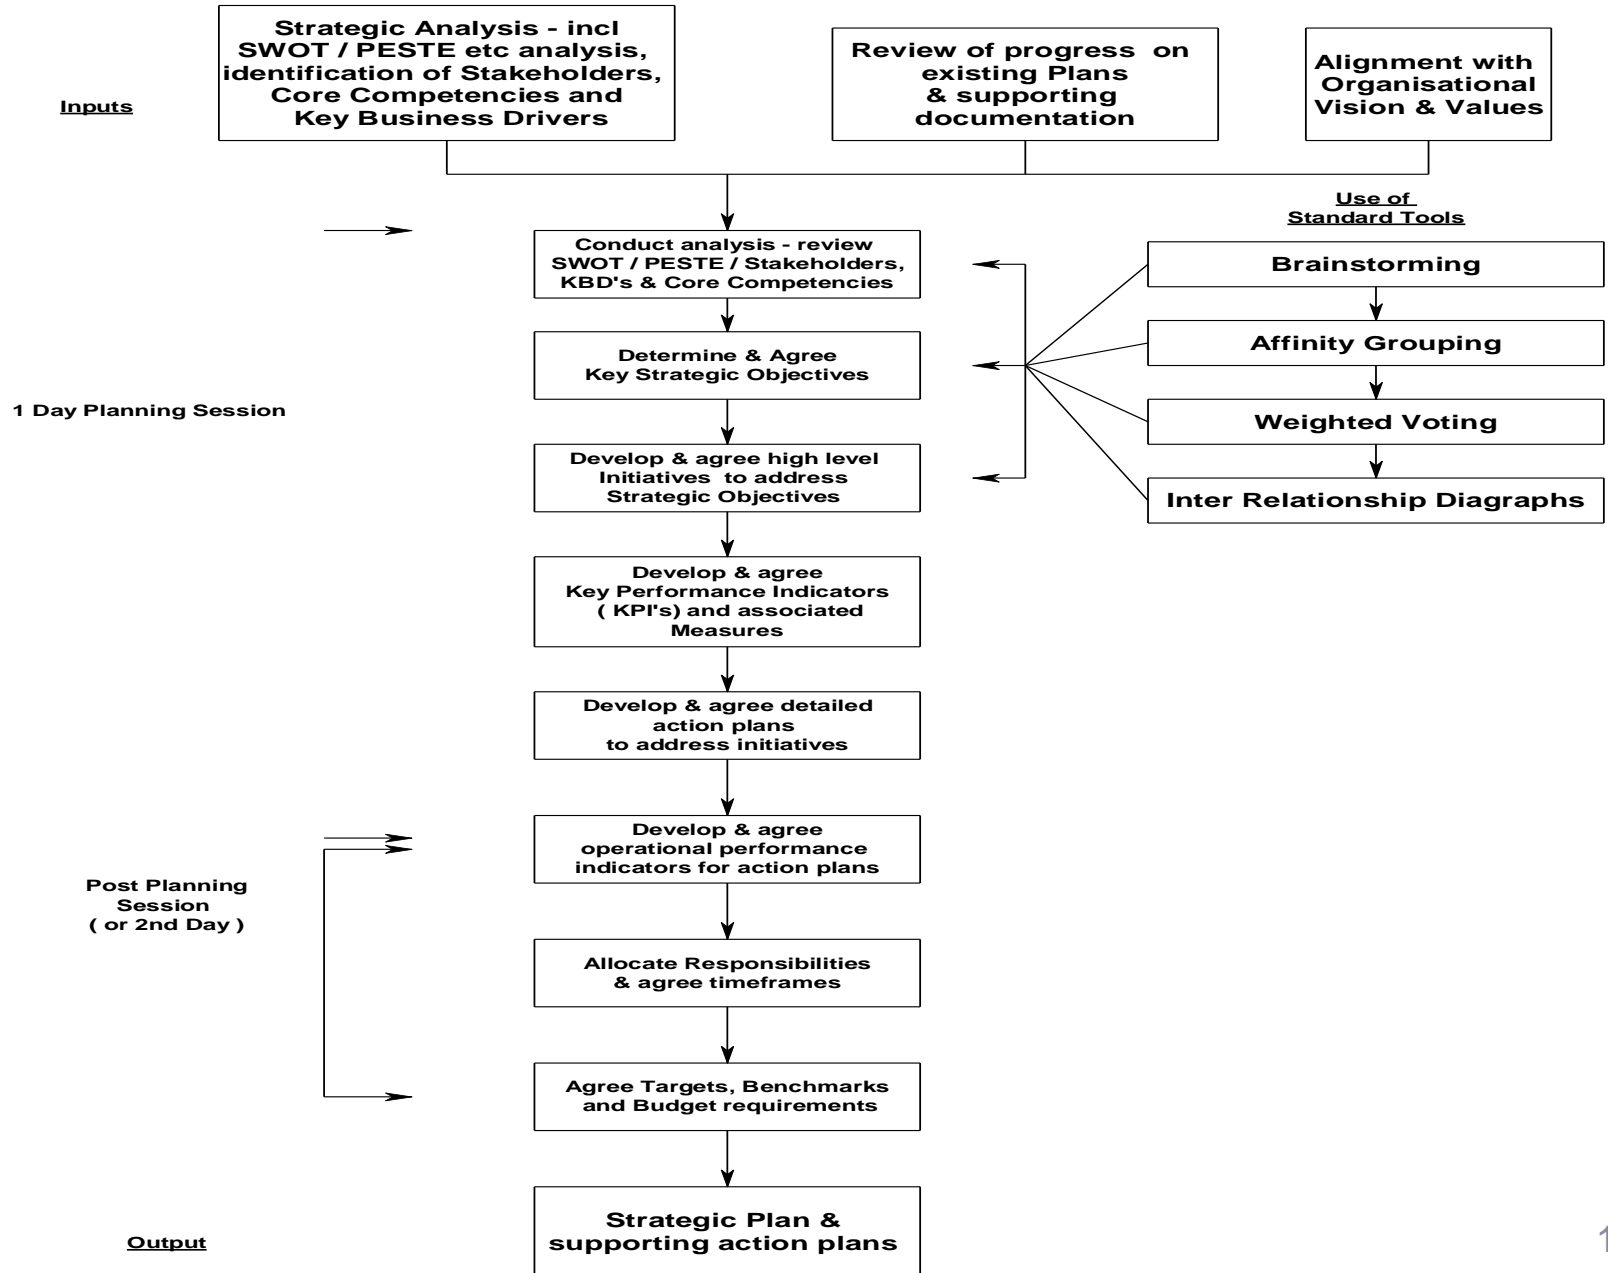 Inputs
Strategic Analysis - incl
SWOT / PESTE etc analysis,
identification of Stakeholders,
Core Competencies and
Key Business Drivers
Review of progress on
existing Plans
& supporting
documentation
Alignment with
Organisational
Vision & Values
Use of
Standard Tools
Brainstorming
Affinity Grouping
Weighted Voting
Inter Relationship Diagraphs
1 Day Planning Session
Conduct analysis - review
SWOT / PESTE / Stakeholders,
KBD's & Core Competencies
Determine & Agree
Key Strategic Objectives
Develop & agree high level
Initiatives to address
Strategic Objectives
Develop & agree
Key Performance Indicators
( KPI's) and associated
Measures
Develop & agree detailed
action plans
to address initiatives
Post Planning
Session
( or 2nd Day )
Develop & agree
operational performance
indicators for action plans
Allocate Responsibilities
& agree timeframes
Agree Targets, Benchmarks
and Budget requirements
Output
Strategic Plan &
supporting action plans
1